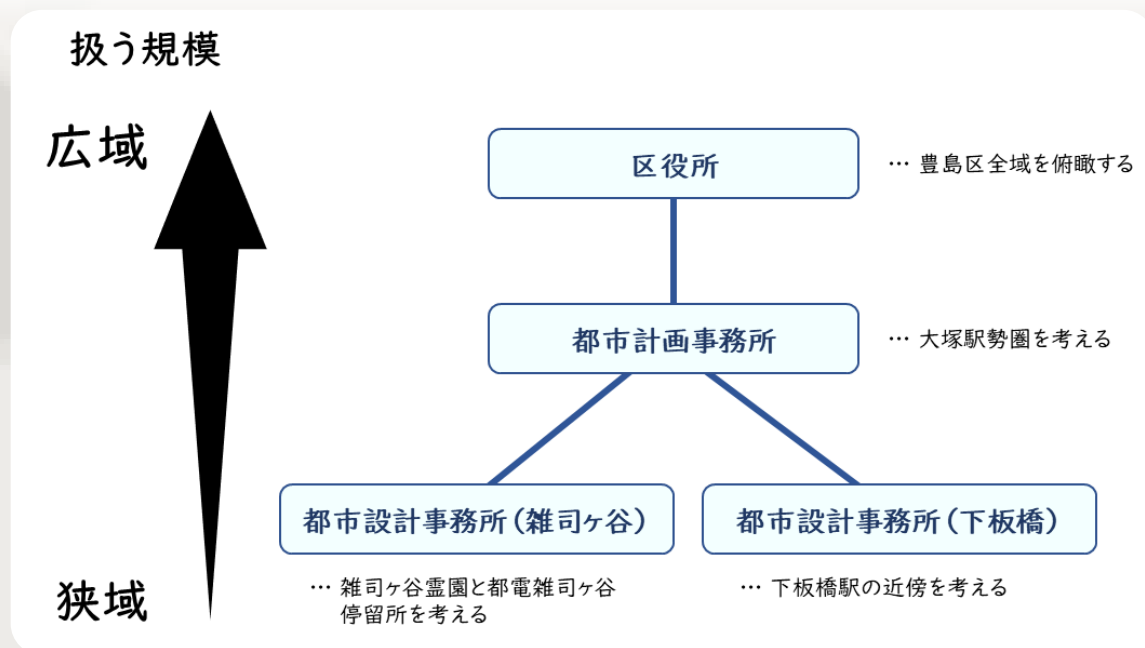 扱う規模
広域
区役所
… 豊島区全域を俯瞰する
都市計画事務所
… 大塚駅勢圏を考える
都市設計事務所(雑司ヶ谷)
都市設計事務所(下板橋)
… 雑司ヶ谷霊園と都電雑司ヶ谷
停留所を考える
… 下板橋駅の近傍を考える
狭域